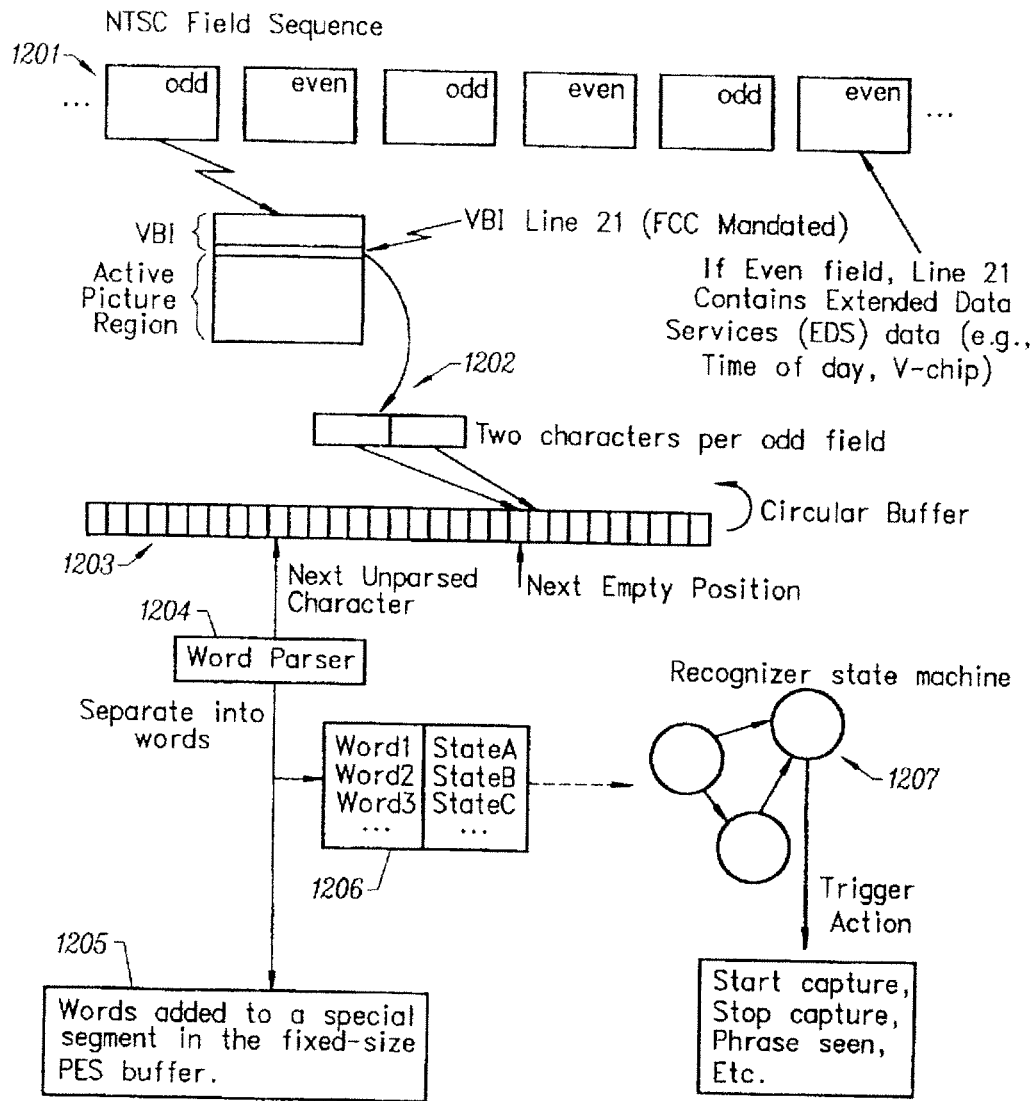 NTSC Field Sequence
1201
... odd even odd even odd even ...
VBI
VBI Line 21 (FCC Mandated)
Active
Picture
Region
If Even field, Line 21
Contains Extended Data
Services (EDS) data (e.g.,
Time of day, V-chip)
1202
Two characters per odd field
Circular Buffer
1203
Next Unparsed
Character
Next Empty Position
1204
Word Parser
Separate into
words
Word1 StateA
Word2 StateB
Word3 StateC
... ...
1206
Recognizer state machine
1207
Trigger
Action
1205
Words added to a special
segment in the fixed-size
PES buffer.
Start capture,
Stop capture,
Phrase seen,
Etc.